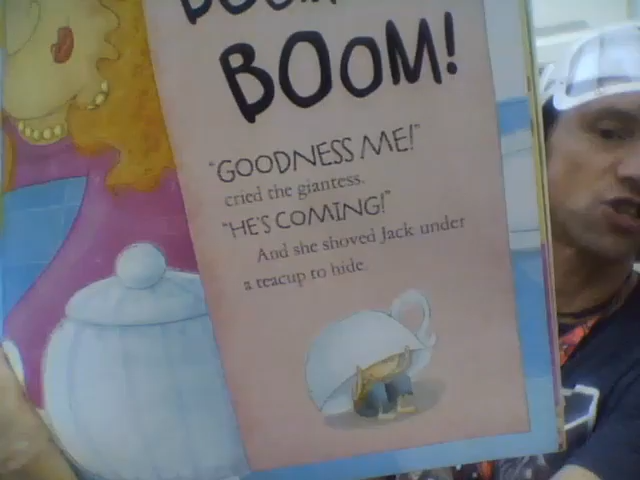 BOOM!
"GOODNESS ME!"
cried the giantess.
"HE'S COMING!"
And she shoved Jack under
a teacup to hide.